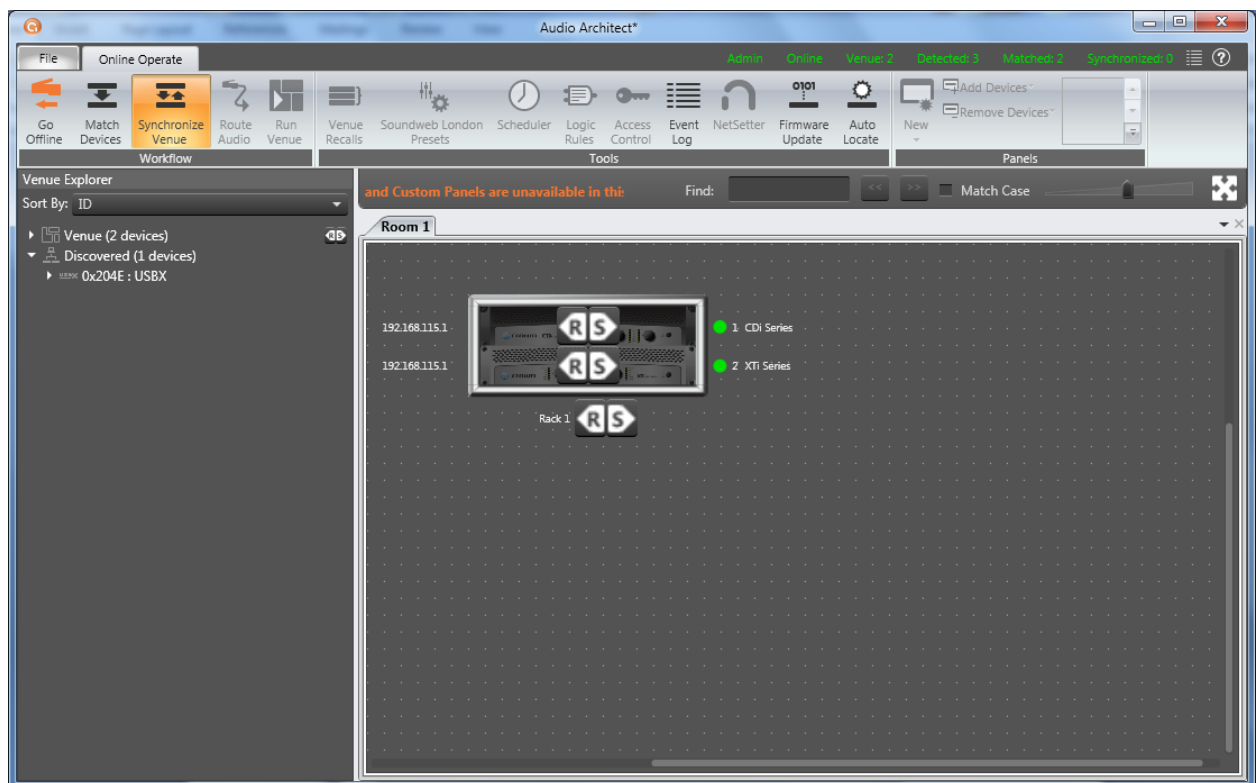 Audio Architect*
File Online Operate Admin Online Venue: 2 Detected: 3 Matched: 2 Synchronized: 0
0101
Go Offline Match Devices Synchronize Venue Route Audio Run Venue Venue Recalls Soundweb London Presets Scheduler Logic Rules Access Control Event Log NetSetter Firmware Update Auto Locate New Add Devices
Remove Devices
Workflow Tools Panels
Venue Explorer
Sort By: ID
and Custom Panels are unavailable in this Find: << >> Match Case
Room 1
Venue (2 devices) R S
Discovered (1 devices)
0x204E : USBX
192.168.115.1 R S 1 CDi Series
192.168.115.1 R S 2 XTi Series
Rack 1 R S